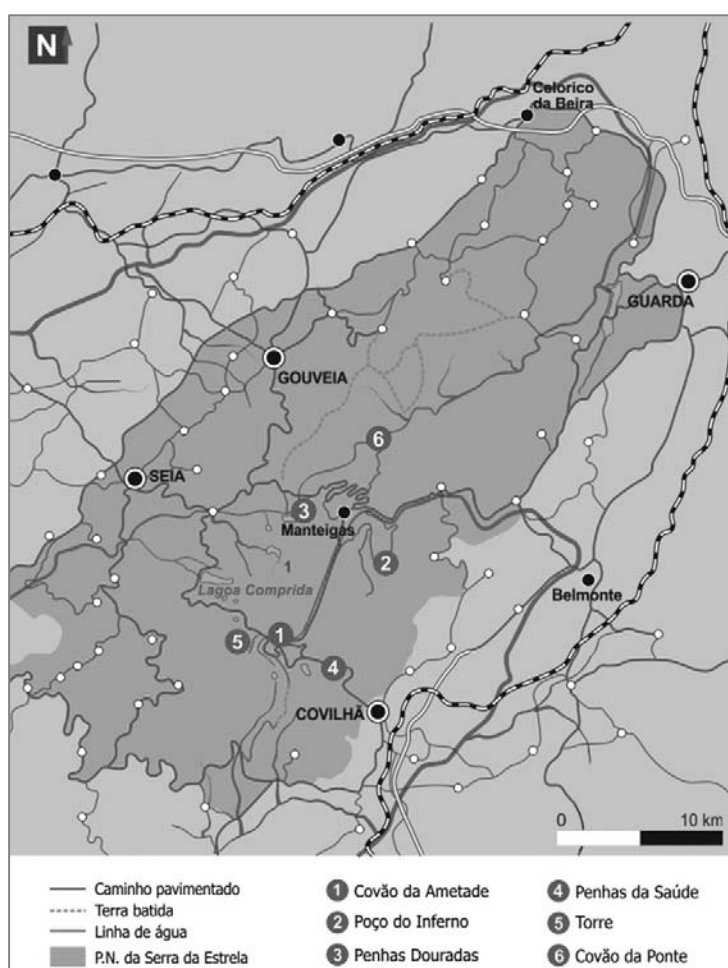 N
Celorico
da Beira
GUARDA
GOUVEIA
6
SEIA
3
Manteigas
2
1
Lagoa Comprida
Belmonte
1
5
4
COVILHÃ
0 10 km
Caminho pavimentado
Terra batida
Linha de água
P.N. da Serra da Estrela
1 Covão da Ametade
2 Poço do Inferno
3 Penhas Douradas
4 Penhas da Saúde
5 Torre
6 Covão da Ponte